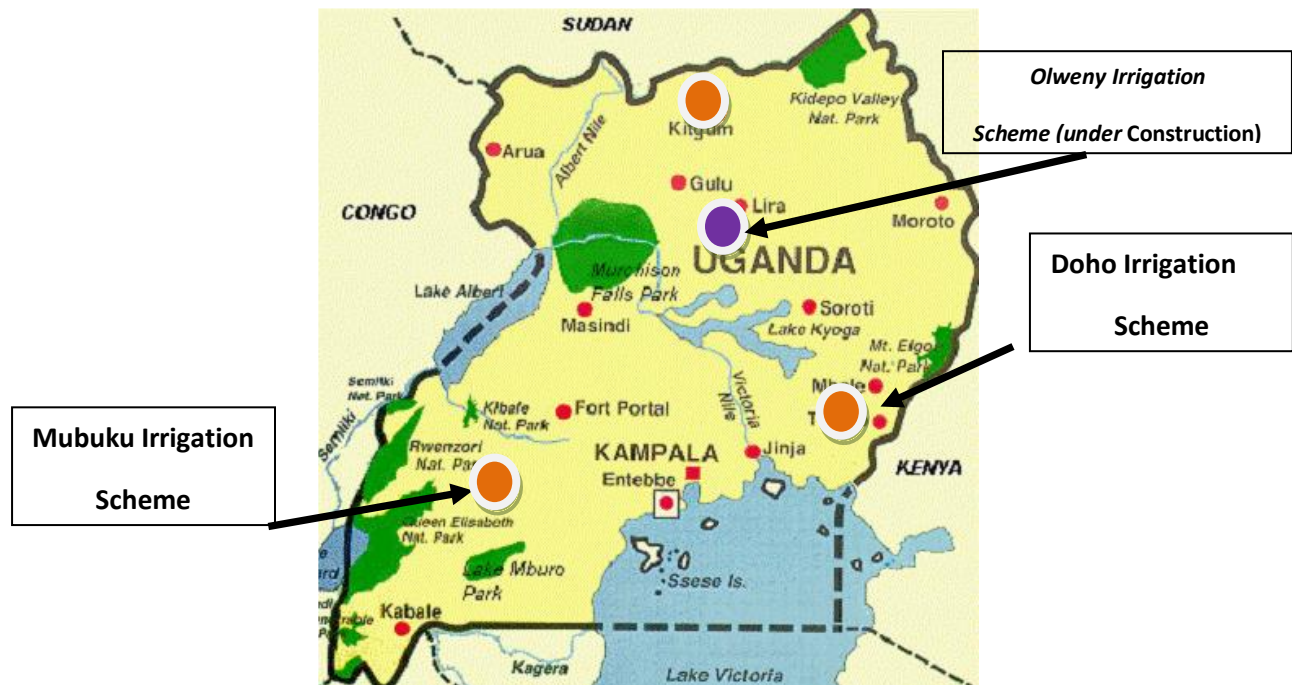 SUDAN
Olweny Irrigation
Scheme (under Construction)
Kidepo Valley
Nat. Park
Kitgum
Arua
Albert Nile
Gulu
Lira
Moroto
CONGO
UGANDA
Doho Irrigation
Scheme
Murchison
Falls Park
Lake Albert
Masindi
Soroti
Lake Kyoga
Mt. Elgo
Nat. Park
Semliki
Nat. Park
Mbale
Victoria
Nile
Kibale
Nat. Park
Fort Portal
T
Mubuku Irrigation
Scheme
Semliki
Rwenzori
Nat. Park
KAMPALA
Jinja
KENYA
Entebbe
Queen Elisaboth
Nat. Park
Lake Mburo
Park
Ssese Is.
Kabale
Kagera
Lake Victoria